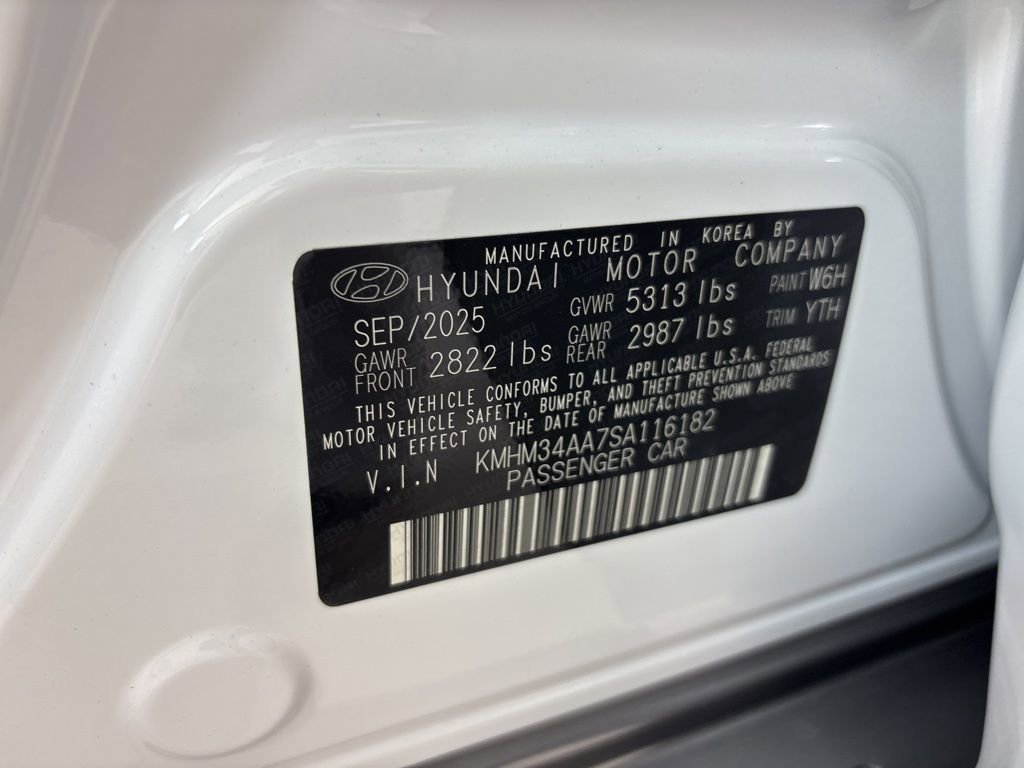 MANUFACTURED IN KOREA BY
HYUNDAI MOTOR COMPANY
SEP/2025 GVWR 5313 lbs PAINT W6H
GAWR FRONT 2822 lbs GAWR REAR 2987 lbs TRIM YTH
THIS VEHICLE CONFORMS TO ALL APPLICABLE U.S.A. FEDERAL
MOTOR VEHICLE SAFETY, BUMPER, AND THEFT PREVENTION STANDARDS
IN EFFECT ON THE DATE OF MANUFACTURE SHOWN ABOVE
V.I.N KMHM34AA7SA116182
PASSENGER CAR